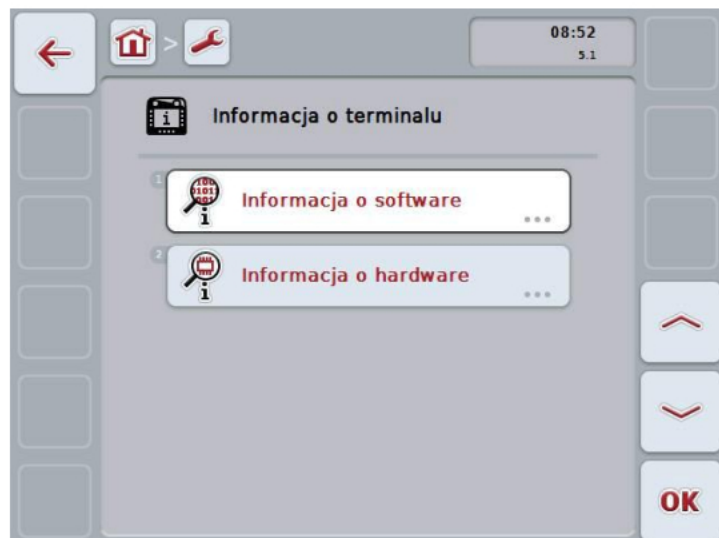 08:52
5.1
Informacja o terminalu
1
Informacja o software
2
Informacja o hardware
OK